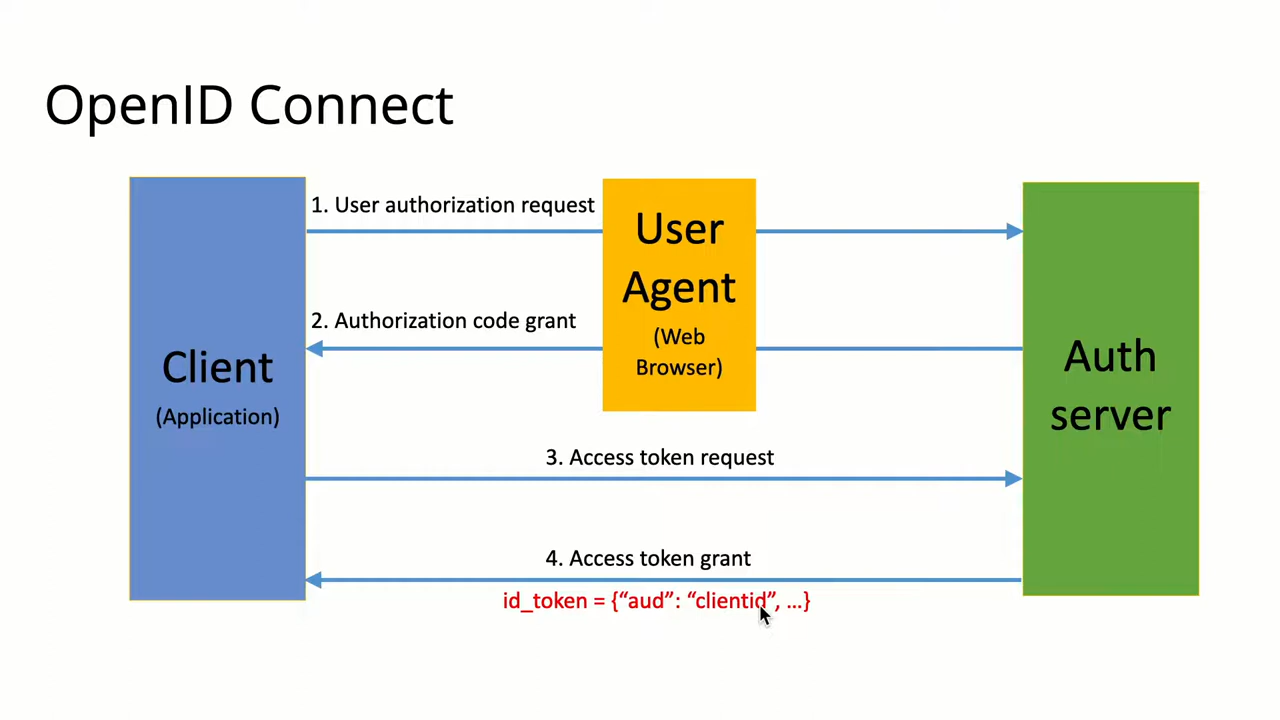 OpenID Connect
1. User authorization request
User
Agent
(Web
Browser)
2. Authorization code grant
Client
(Application)
Auth
server
3. Access token request
4. Access token grant
id_token = {“aud”: “clientid”, ...}